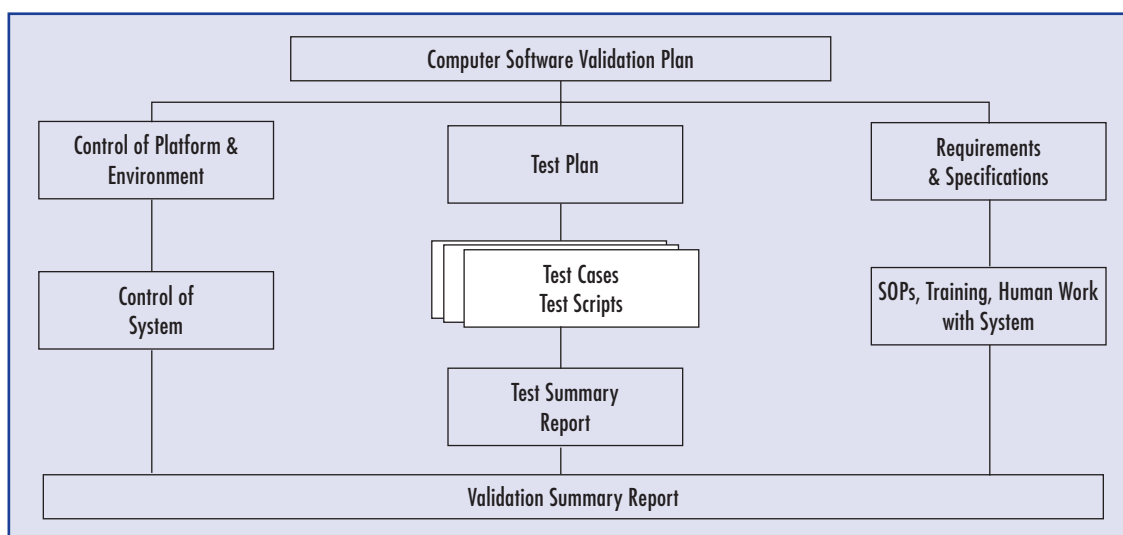 Computer Software Validation Plan
Control of Platform &
Environment
Test Plan
Requirements
& Specifications
Control of
System
Test Cases
Test Scripts
SOPs, Training, Human Work
with System
Test Summary
Report
Validation Summary Report